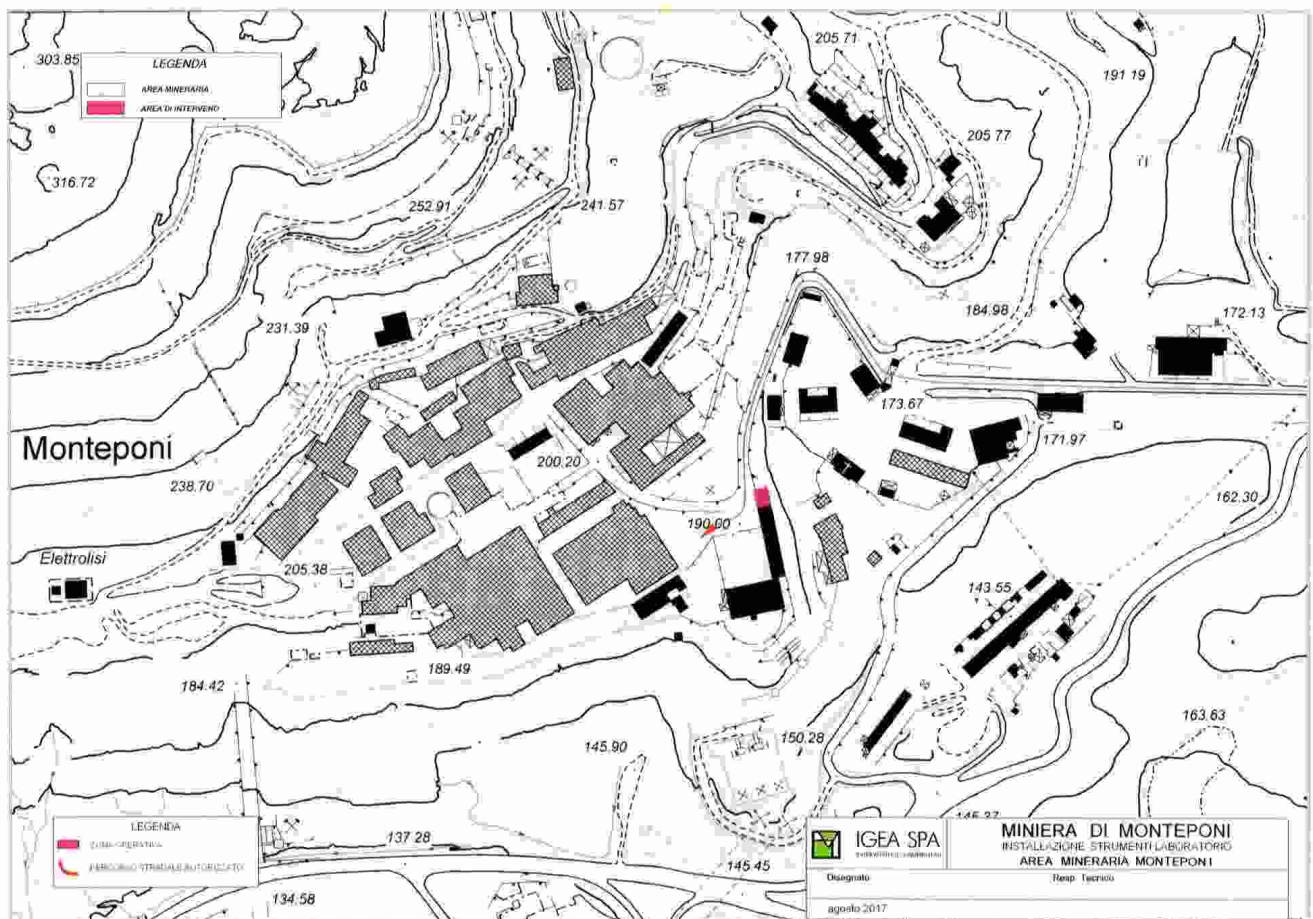 303.85
LEGENDA
AREA MINERARIA
AREA DI INTERVENO
205 71
191 19
205 77
316.72
252.91
241.57
177.98
184.98
172.13
231.39
173.67
171.97
Monteponi
200.20
238.70
162.30
190.00
Elettrolisi
205.38
143 55
189.49
184.42
163.63
150.28
145.90
LEGENDA
ZONA OPERATIVA
PERCORSO STRADALE AUTORIZZATO
137 28
145.45
134.58
IGEA SPA
MINIERA DI MONTEPONI
INSTALLAZIONE STRUMENTI LABORATORIO
AREA MINERARIA MONTEPONI
Disegnato
Resp. Tecnico
agosto 2017